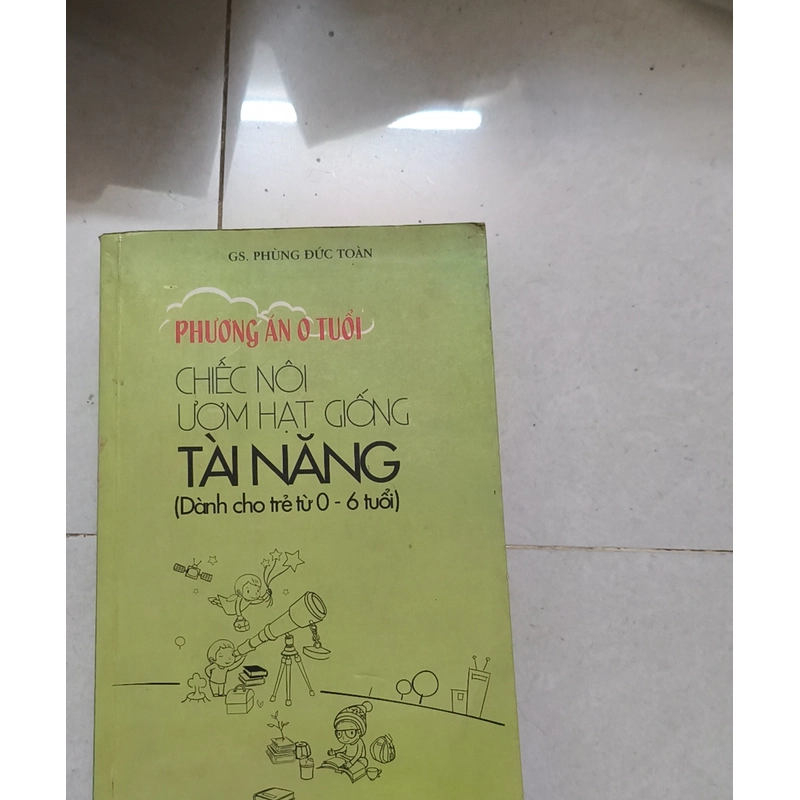 GS. PHÙNG ĐỨC TOÀN
PHƯƠNG ÁN 0 TUỔI
CHIẾC NÔI
ƯƠM HẠT GIỐNG
TÀI NĂNG
(Dành cho trẻ từ 0 - 6 tuổi)